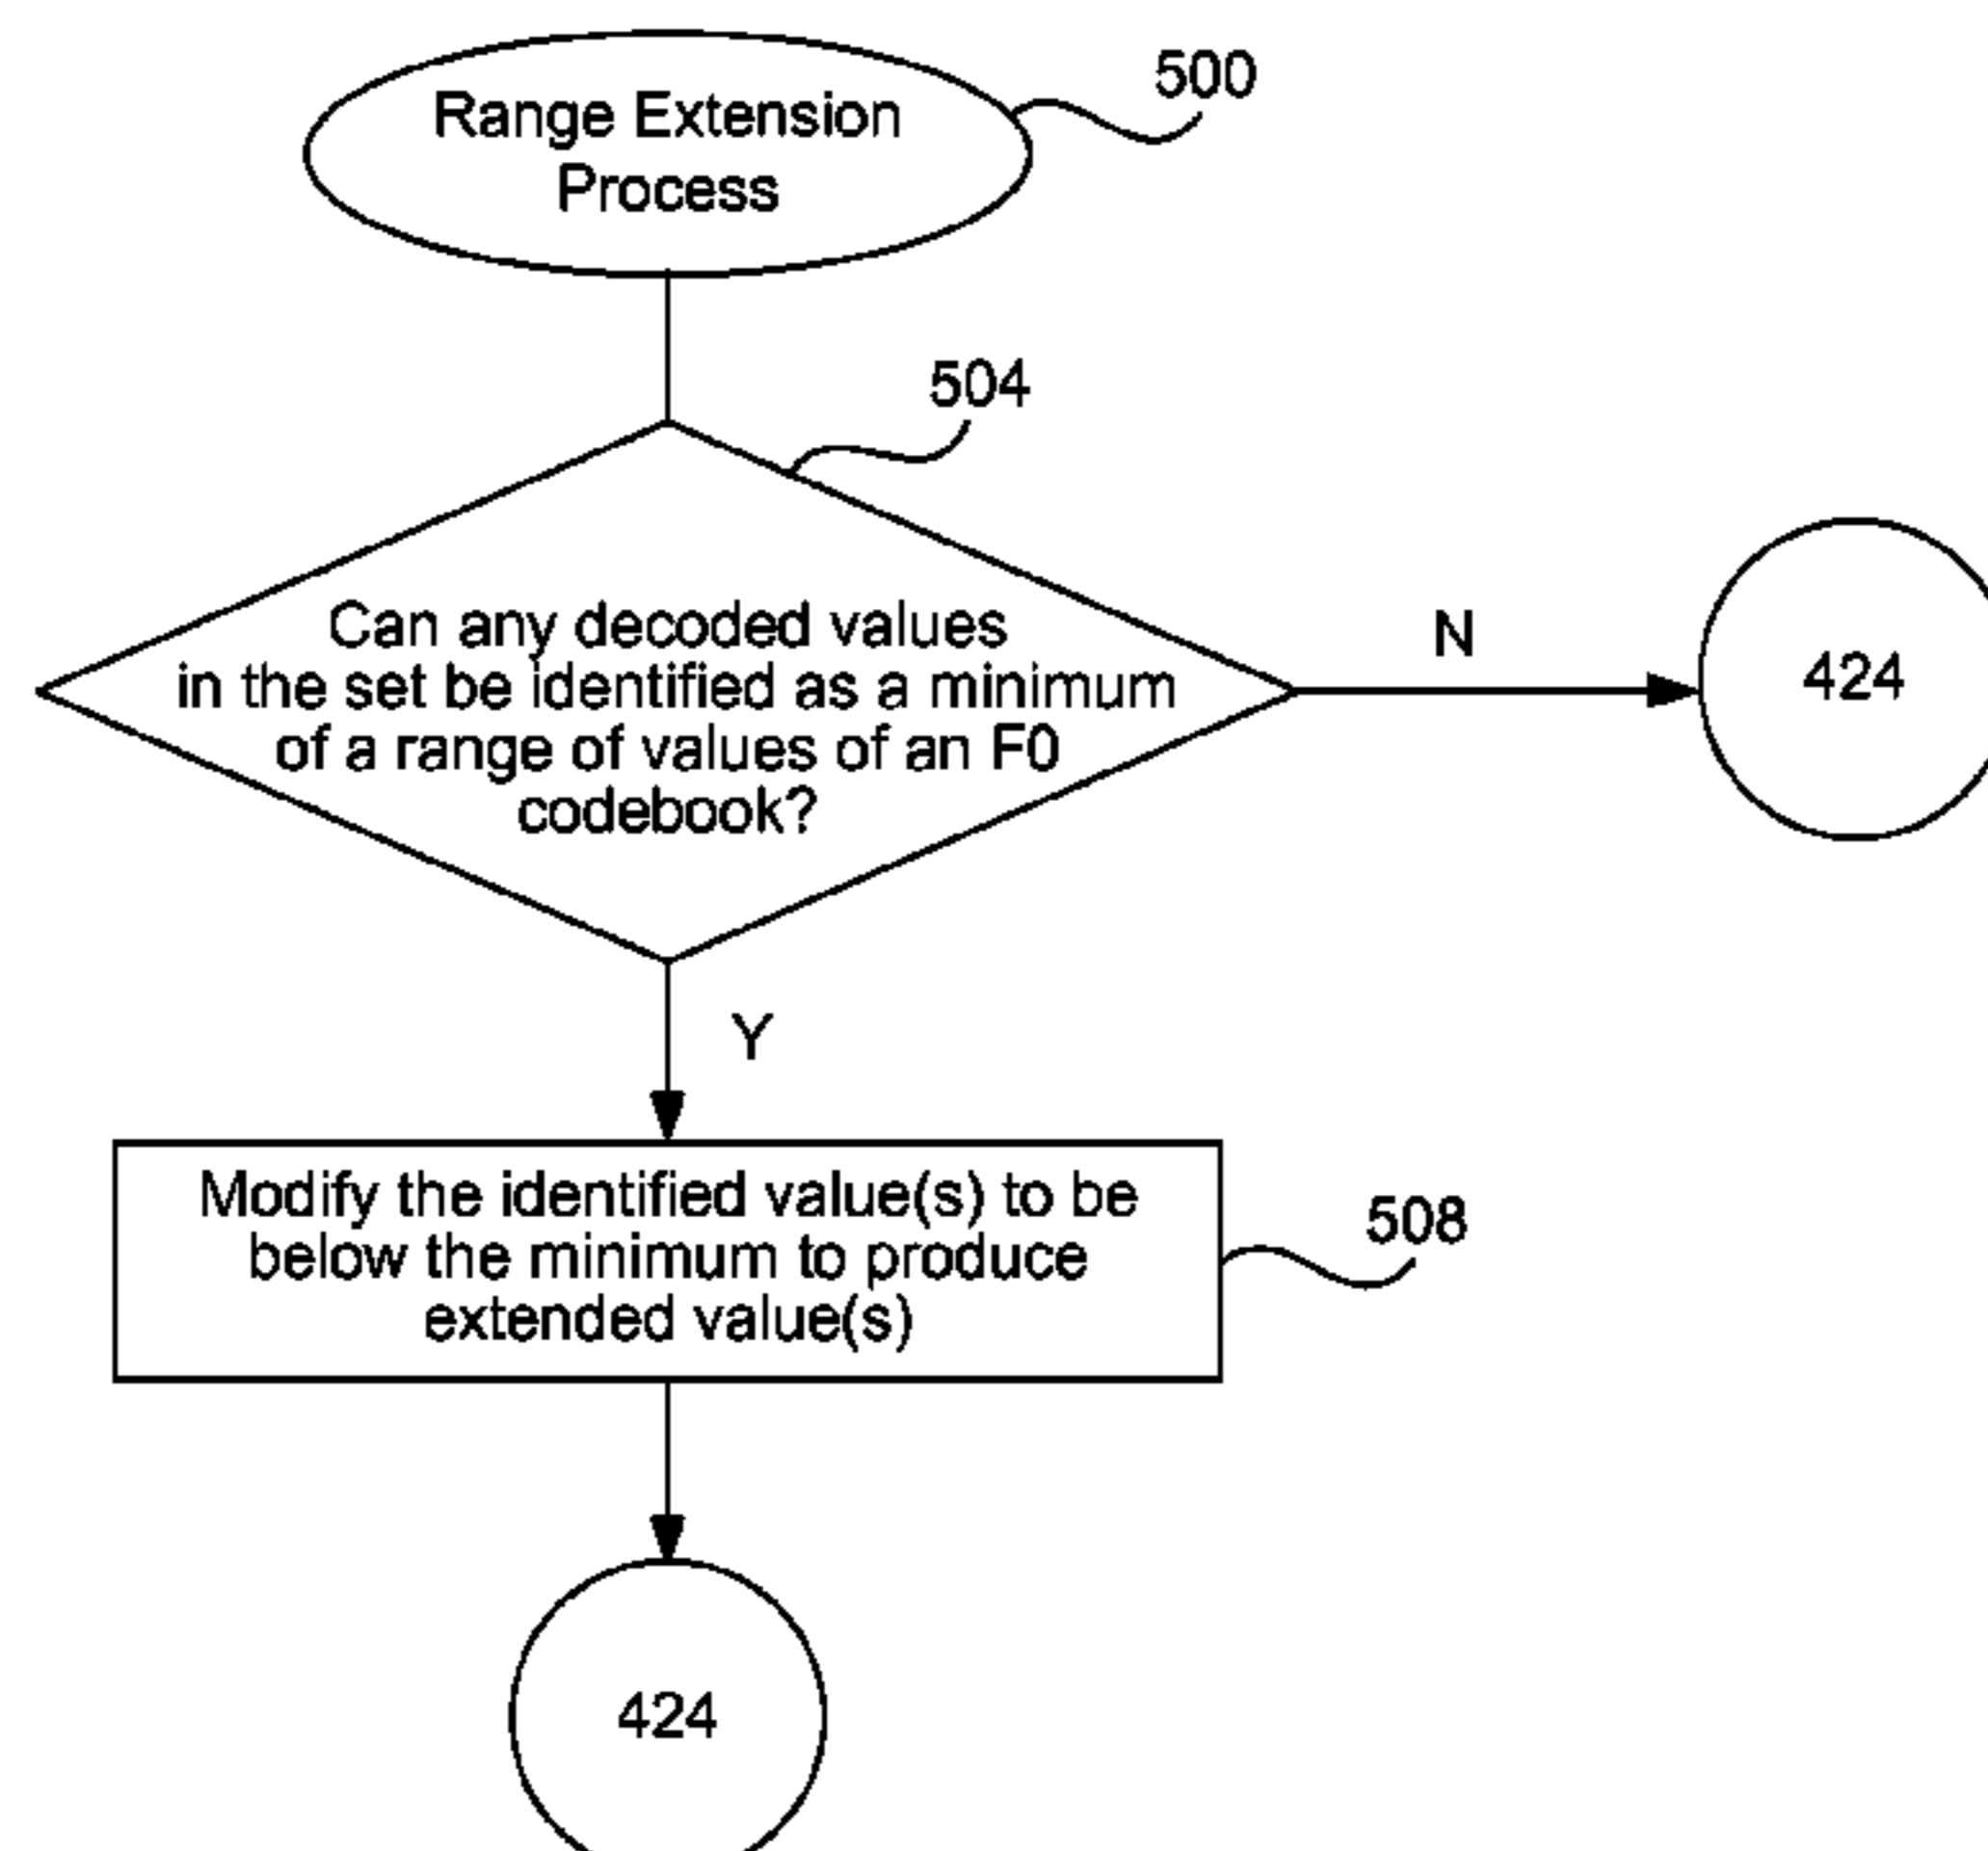 Range Extension
Process
500
504
Can any decoded values
in the set be identified as a minimum
of a range of values of an F0
codebook?
N
424
Y
Modify the identified value(s) to be
below the minimum to produce
extended value(s)
508
424